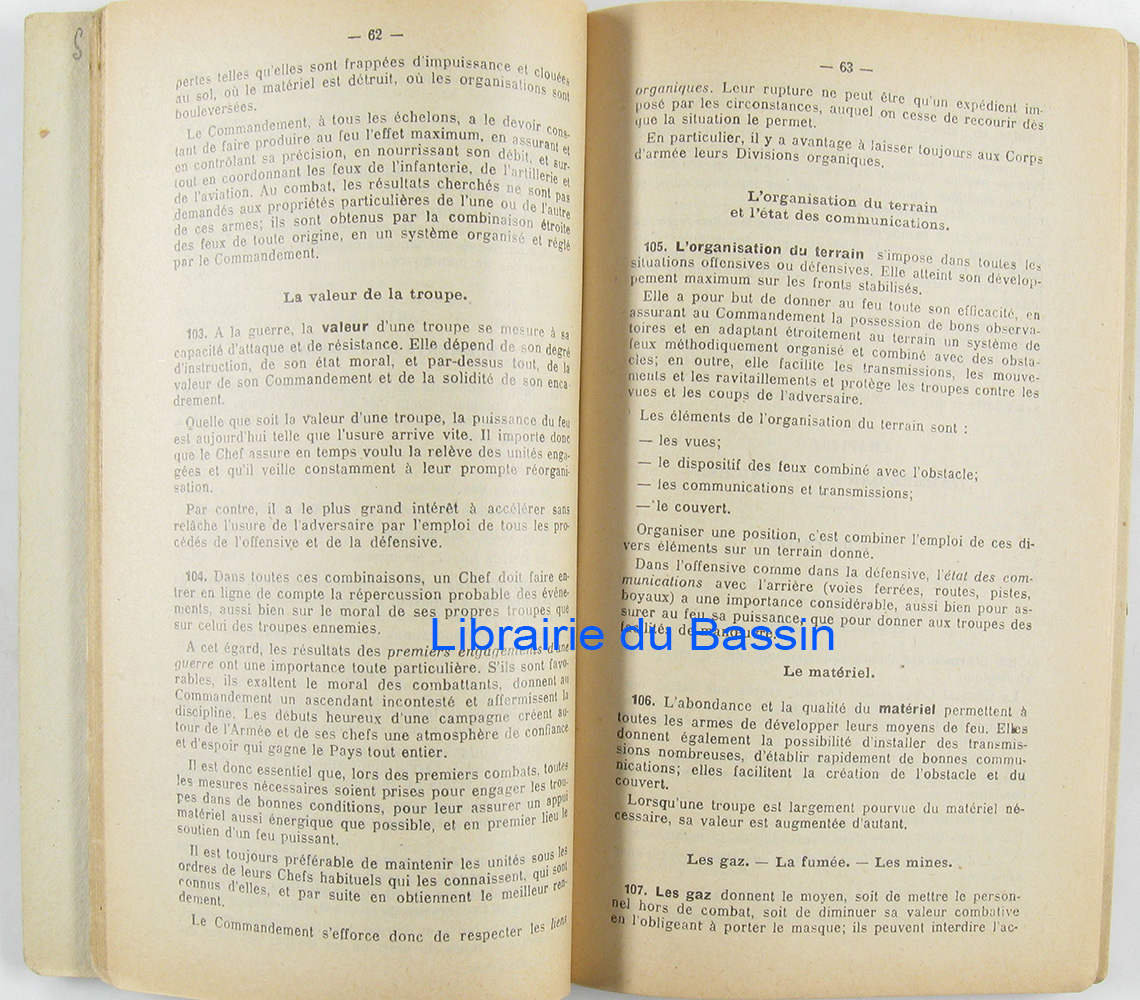 — 62 —
pertes telles qu'elles sont frappées d'impuissance et clouées
au sol, où le matériel est détruit, où les organisations sont
bouleversées.
Le Commandement, à tous les échelons, a le devoir cons-
tant de faire produire au feu l'effet maximum, en assurant et
en contrôlant sa précision, en nourrissant son débit, et sur-
tout en coordonnant les feux de l'infanterie, de l'artillerie et
de l'aviation. Au combat, les résultats cherchés ne sont pas
demandés aux propriétés particulières de l'une ou de l'autre
de ces armes; ils sont obtenus par la combinaison étroite
des feux de toute origine, en un système organisé et réglé
par le Commandement.
La valeur de la troupe.
103. A la guerre, la valeur d'une troupe se mesure à sa
capacité d'attaque et de résistance. Elle dépend de son degré
d'instruction, de son état moral, et par-dessus tout, de la
valeur de son Commandement et de la solidité de son enca
drement.
Quelle que soit la valeur d'une troupe, la puissance du feu
est aujourd'hui telle que l'usure arrive vite. Il importe donc
que le Chef assure en temps voulu la relève des unités enga-
gées et qu'il veille constamment à leur prompte réorgani-
sation.
Par contre, il a le plus grand intérêt à accélérer sans
relâche l'usure de l'adversaire par l'emploi de tous les pro-
cédés de l'offensive et de la défensive.
104. Dans toutes ces combinaisons, un Chef doit faire en-
trer en ligne de compte la répercussion probable des événe-
ments, aussi bien sur le moral de ses propres troupes que
sur celui des troupes ennemies.
A cet égard, les résultats des premiers engagements d'une
guerre ont une importance toute particulière. S'ils sont favo-
rables, ils exaltent le moral des combattants, donnent au
Commandement un ascendant incontesté et affermissent la
discipline. Les débuts heureux d'une campagne créent au-
tour de l'Armée et de ses chefs une atmosphère de confiance
et d'espoir qui gagne le Pays tout entier.
Il est donc essentiel que, lors des premiers combats, toutes
les mesures nécessaires soient prises pour engager les trou-
pes dans de bonnes conditions, pour leur assurer un appui
matériel aussi énergique que possible, et en premier lieu le
soutien d'un feu puissant.
Il est toujours préférable de maintenir les unités sous les
ordres de leurs Chefs habituels qui les connaissent, qui sont
connus d'elles, et par suite en obtiennent le meilleur ren-
dement.
Le Commandement s'efforce donc de respecter les liens
— 63 —
organiques. Leur rupture ne peut être qu'un expédient im-
posé par les circonstances, auquel on cesse de recourir dès
que la situation le permet.
En particulier, il y a avantage à laisser toujours aux Corps
d'armée leurs Divisions organiques.
L'organisation du terrain
et l'état des communications.
105. L'organisation du terrain s'impose dans toutes les
situations offensives ou défensives. Elle atteint son dévelop-
pement maximum sur les fronts stabilisés.
Elle a pour but de donner au feu toute son efficacité, en
assurant au Commandement la possession de bons observa-
toires et en adaptant étroitement au terrain un système de
feux méthodiquement organisé et combiné avec des obsta-
cles; en outre, elle facilite les transmissions, les mouve-
ments et les ravitaillements et protège les troupes contre les
vues et les coups de l'adversaire.
Les éléments de l'organisation du terrain sont :
— les vues;
— le dispositif des feux combiné avec l'obstacle;
— les communications et transmissions;
— le couvert.
Organiser une position, c'est combiner l'emploi de ces di-
vers éléments sur un terrain donné.
Dans l'offensive comme dans la défensive, l'état des com-
munications avec l'arrière (voies ferrées, routes, pistes,
boyaux) a une importance considérable, aussi bien pour as-
surer au feu sa puissance, que pour donner aux troupes des
facilités de manœuvre.
Librairie du Bassin
Le matériel.
106. L'abondance et la qualité du matériel permettent à
toutes les armes de développer leurs moyens de feu. Elles
donnent également la possibilité d'installer des transmis-
sions nombreuses, d'établir rapidement de bonnes commu-
nications; elles facilitent la création de l'obstacle et du
couvert.
Lorsqu'une troupe est largement pourvue du matériel né-
cessaire, sa valeur est augmentée d'autant.
Les gaz. — La fumée. — Les mines.
107. Les gaz donnent le moyen, soit de mettre le person-
nel hors de combat, soit de diminuer sa valeur combative
en l'obligeant à porter le masque; ils peuvent interdire l'ac-